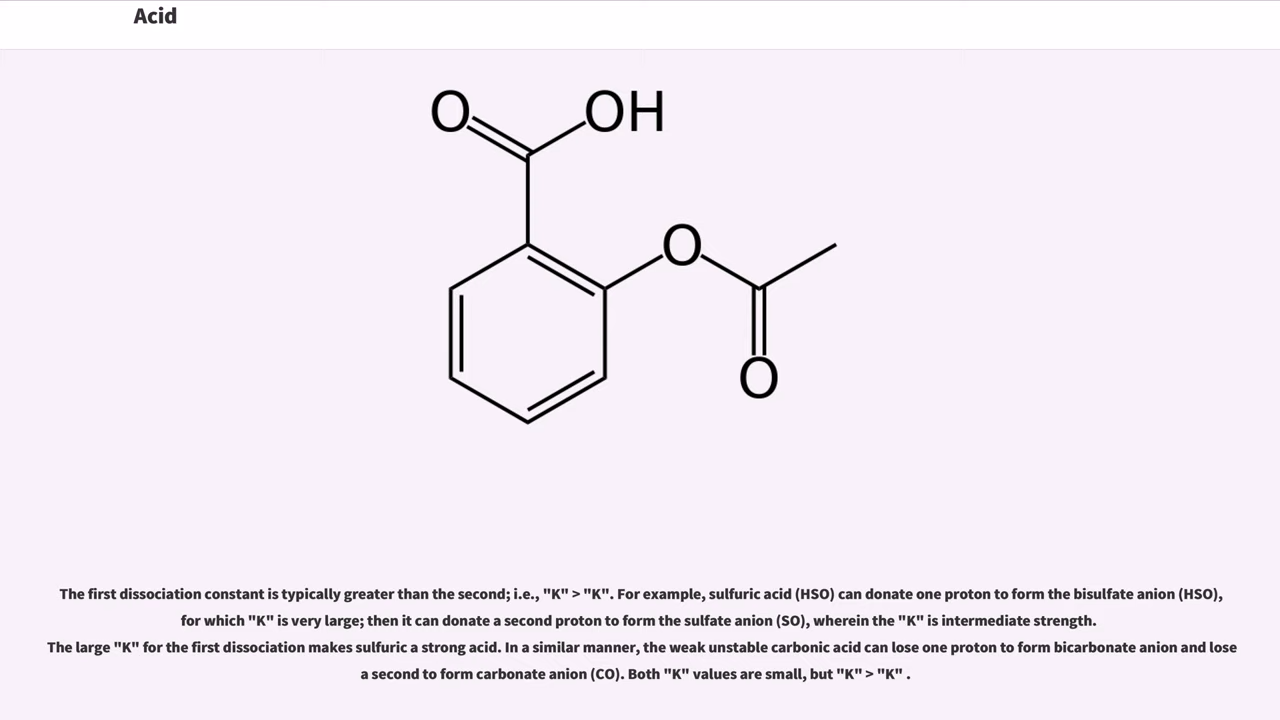 Acid
O OH
O
O
The first dissociation constant is typically greater than the second; i.e., "K" > "K". For example, sulfuric acid (HSO) can donate one proton to form the bisulfate anion (HSO),
for which "K" is very large; then it can donate a second proton to form the sulfate anion (SO), wherein the "K" is intermediate strength.
The large "K" for the first dissociation makes sulfuric a strong acid. In a similar manner, the weak unstable carbonic acid can lose one proton to form bicarbonate anion and lose
a second to form carbonate anion (CO). Both "K" values are small, but "K" > "K" .